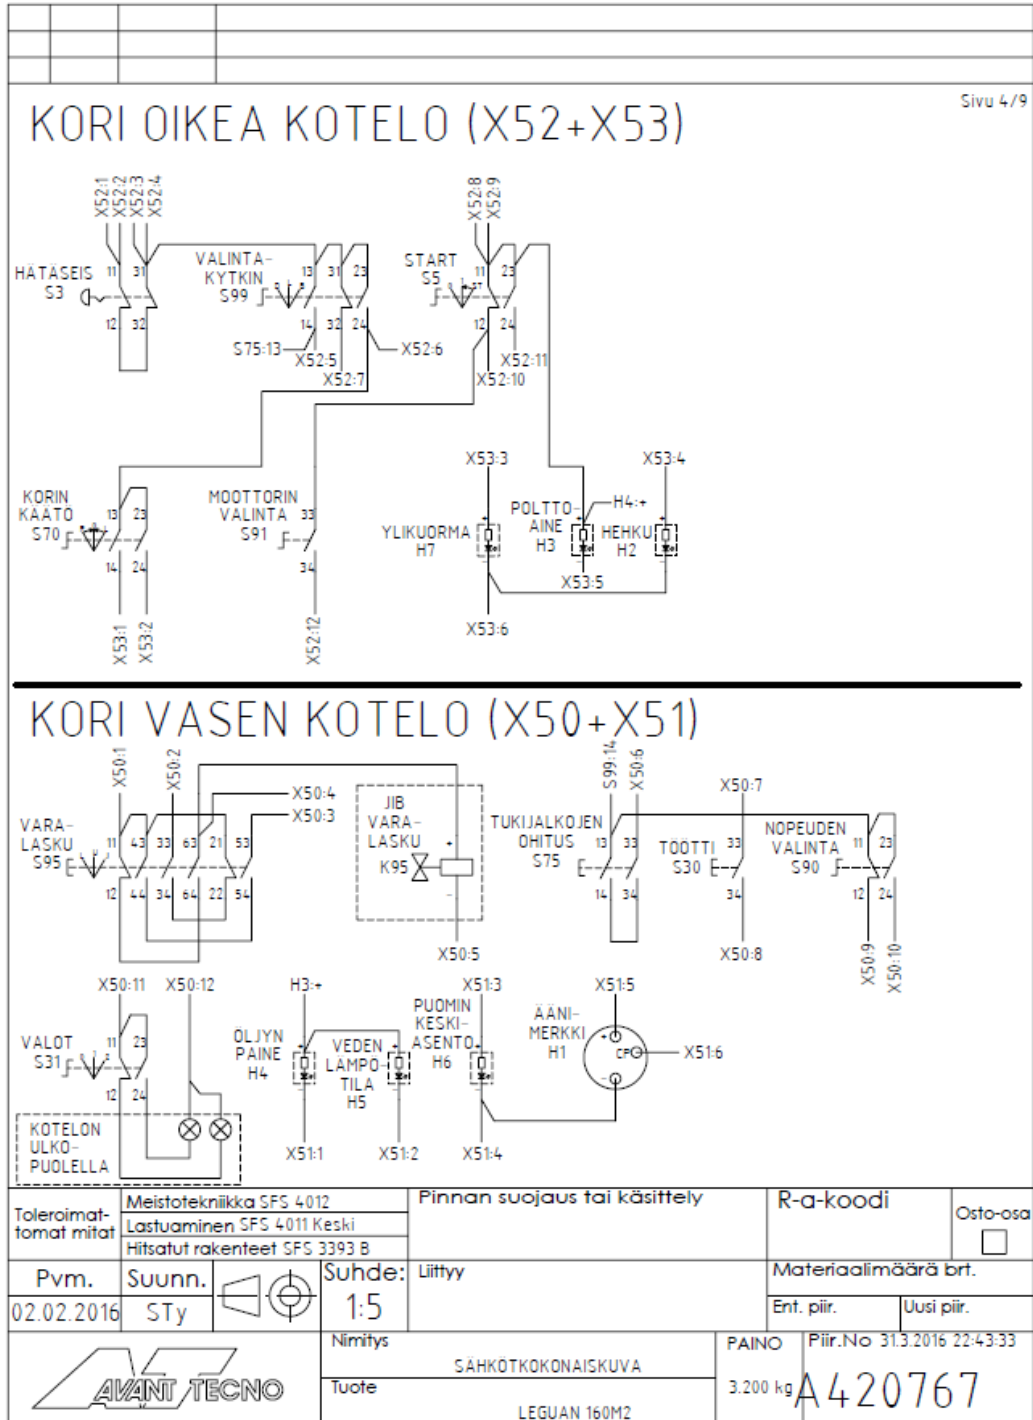 Sivu 4/9
KORI OIKEA KOTELO (X52+X53)
X52:1
X52:2
X52:3
X52:4
X52:8
X52:9
HÄTÄSEIS
S3
11
31
12
32
VALINTA-
KYTKIN
S99
13
31
23
14
32
24
S75:13
X52:5
X52:7
X52:6
START
S5
11
23
12
24
X52:11
X52:10
KORIN
KAATO
S70
13
23
14
24
X53:1
X53:2
MOOTTORIN
VALINTA
S91
33
34
X52:12
X53:3
X53:4
YLIKUORMA
H7
POLTTO-
AINE
H3
H4:+
HEHKU
H2
X53:5
X53:6
KORI VASEN KOTELO (X50+X51)
X50:1
X50:2
X50:4
X50:3
VARA-
LASKU
S95
11
43
33
63
21
53
12
44
34
64
22
54
JIB
VARA-
LASKU
K95
+
-
X50:5
S99:14
X50:6
TUKIJALKOJEN
OHITUS
S75
13
33
14
34
X50:7
TÖÖTTI
S30
33
34
X50:8
NOPEUDEN
VALINTA
S90
11
23
12
24
X50:9
X50:10
X50:11
X50:12
VALOT
S31
11
23
12
24
KOTELON
ULKO-
PUOLELLA
H3:+
ÖLJYN
PAINE
H4
X51:1
VEDEN
LÄMPÖ-
TILA
H5
X51:2
X51:3
PUOMIN
KESKI-
ASENTO
H6
X51:4
X51:5
ÄÄNI-
MERKKI
H1
+
CP
-
X51:6
Toleroimat-
tomat mitat
Meistotekniikka SFS 4012
Lastuaminen SFS 4011 Keski
Hitsatut rakenteet SFS 3393 B
Pinnan suojaus tai käsittely
R-a-koodi
Osto-osa
Pvm.
02.02.2016
Suunn.
STy
Suhde:
1:5
Liittyy
Materiaalimäärä brt.
Ent. piir.
Uusi piir.
AVANT TECNO
Nimitys
SÄHKÖTKOKONAISKUVA
Tuote
LEGUAN 160M2
PAINO
3.200 kg
Piir.No 31.3.2016 22:43:33
A420767